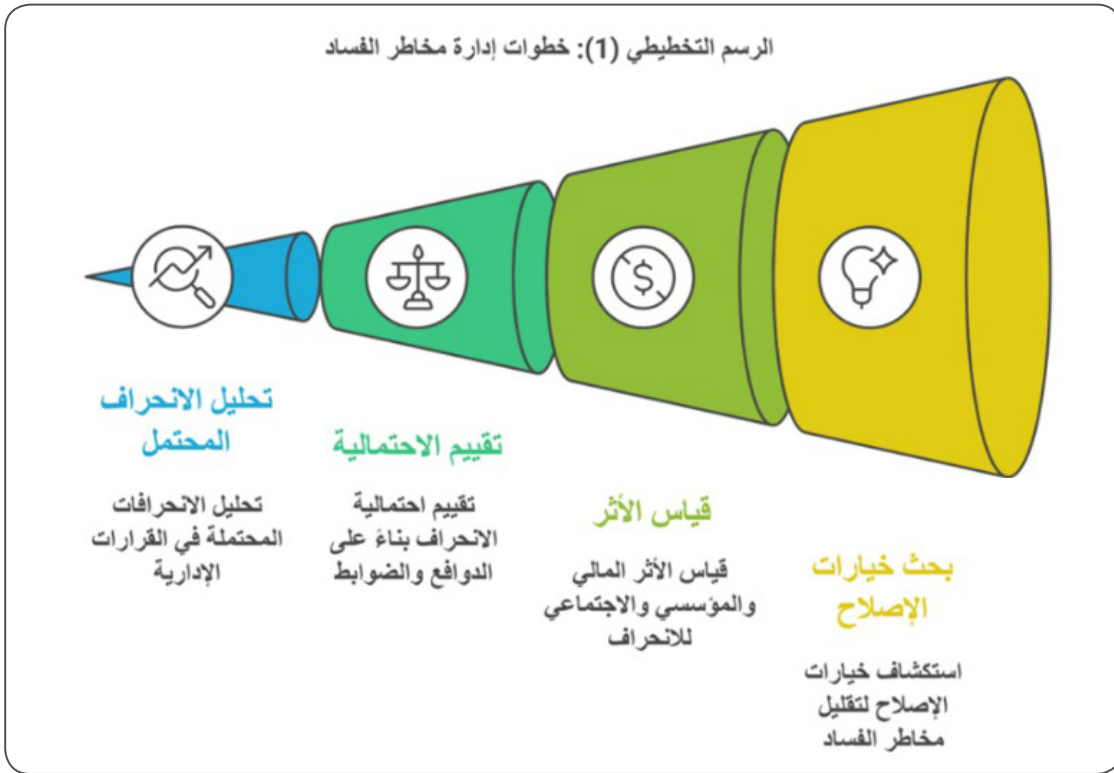 الرسم التخطيطي (1): خطوات إدارة مخاطر الفساد
تحليل الانحراف
المحتمل
تحليل الانحرافات
المحتملة في القرارات
الإدارية
تقييم الاحتمالية
تقييم احتمالية
الانحراف بناءً على
الدوافع والضوابط
قياس الأثر
قياس الأثر المالي
والمؤسسي والاجتماعي
للانحراف
بحث خيارات
الإصلاح
استكشاف خيارات
الإصلاح لتقليل
مخاطر الفساد